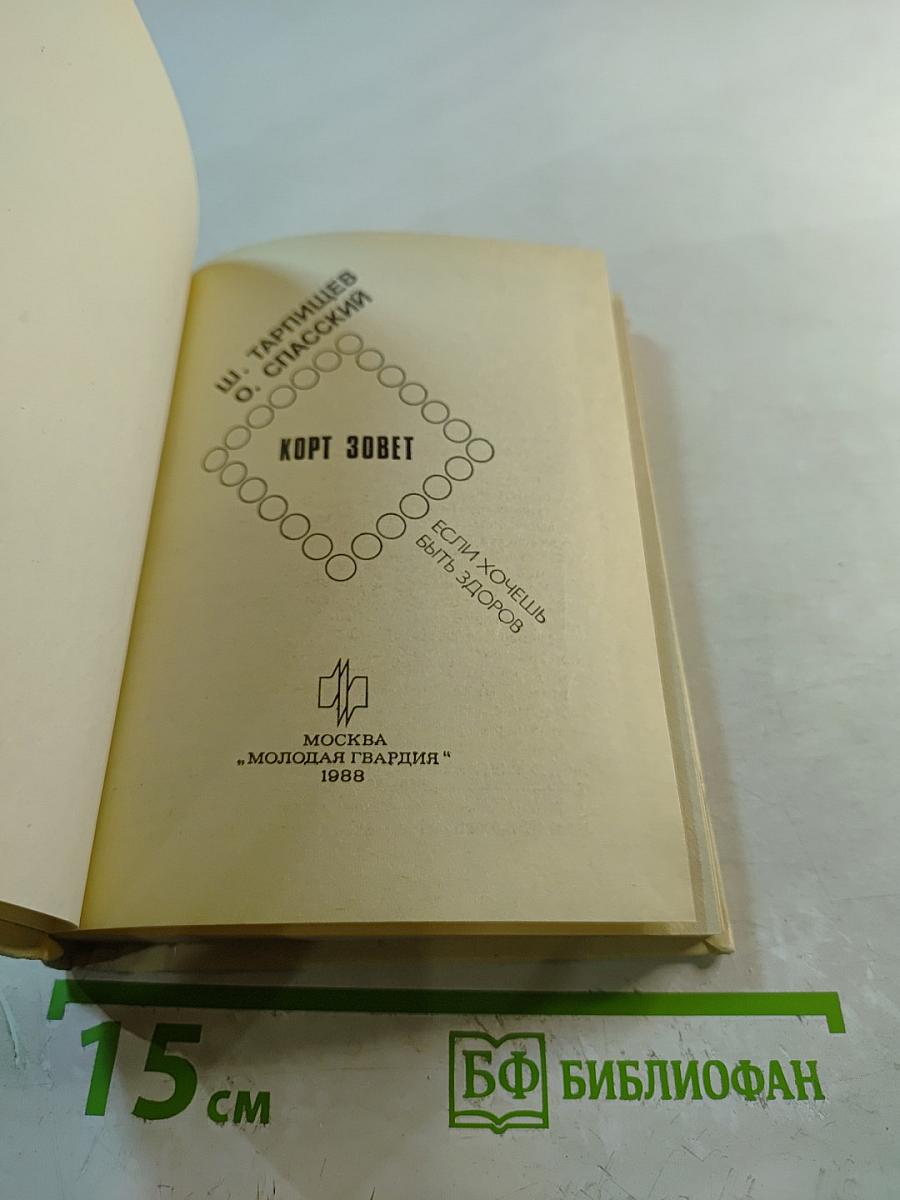 Ш. ТАРПИЩЕВ
О. СПАССКИЙ
КОРТ ЗОВЕТ
ЕСЛИ ХОЧЕШЬ
БЫТЬ ЗДОРОВ
МОСКВА
„МОЛОДАЯ ГВАРДИЯ“
1988
15 см
БФ БИБЛИОФАН